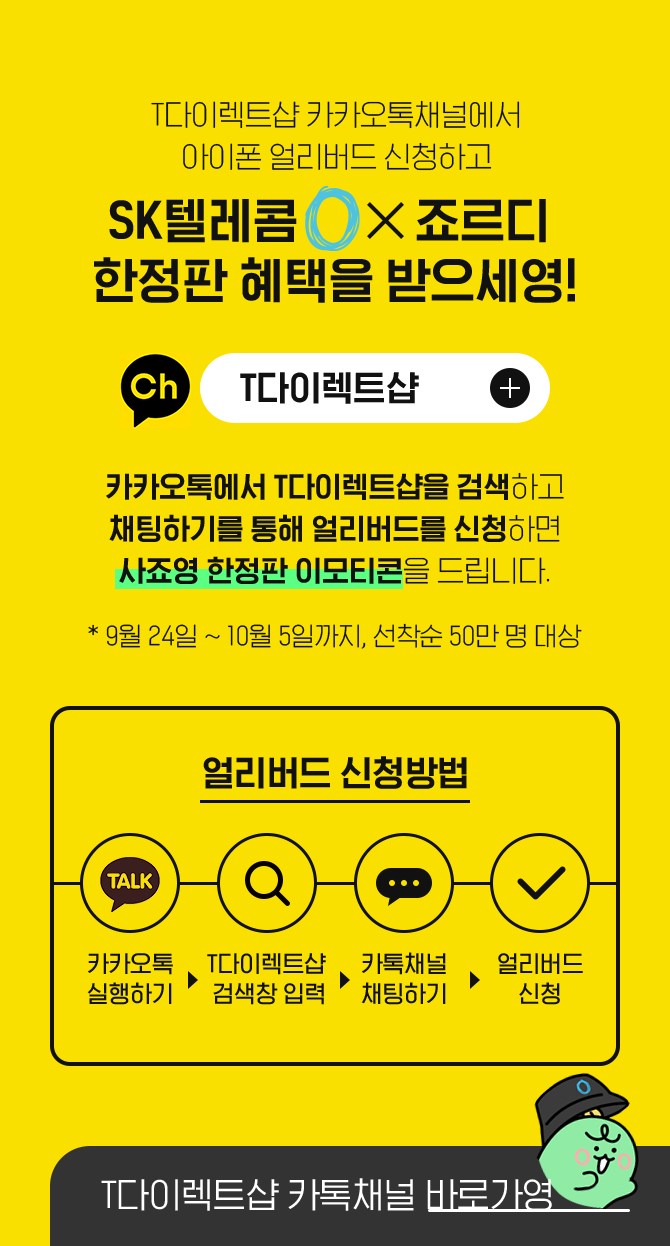 T다이렉트샵 카카오톡채널에서
아이폰 얼리버드 신청하고
SK텔레콤 0 × 죠르디
한정판 혜택을 받으세영!
Ch T다이렉트샵 +
카카오톡에서 T다이렉트샵을 검색하고
채팅하기를 통해 얼리버드를 신청하면
사죠영 한정판 이모티콘을 드립니다.
* 9월 24일 ~ 10월 5일까지, 선착순 50만 명 대상
얼리버드 신청방법
TALK
카카오톡
실행하기
T다이렉트샵
검색창 입력
카톡채널
채팅하기
얼리버드
신청
T다이렉트샵 카톡채널 바로가영